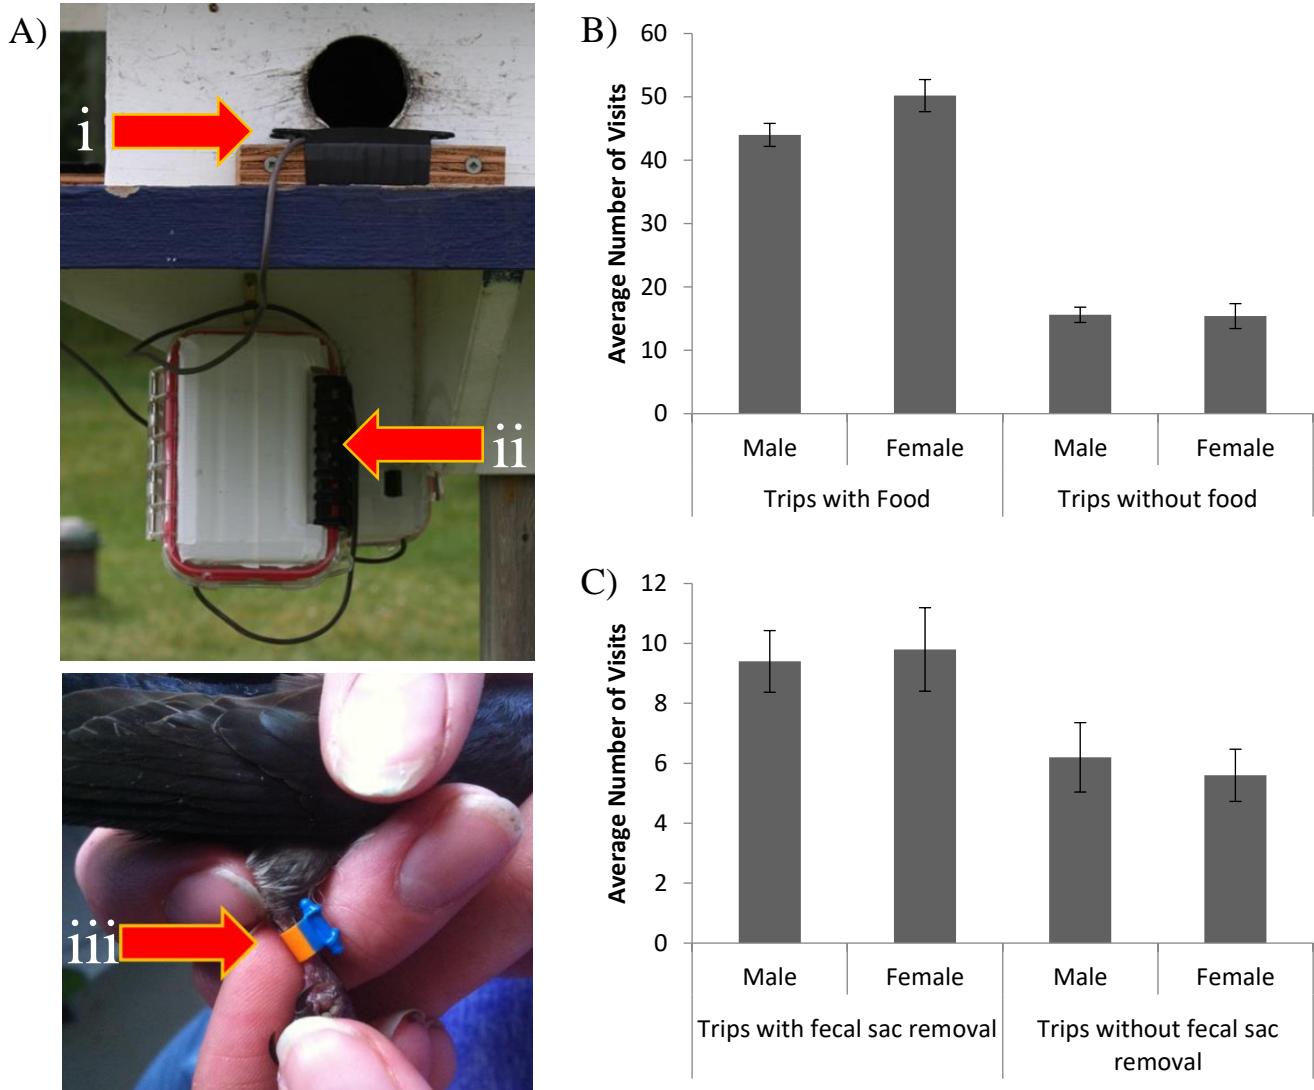 A)
i
ii
iii
B)
Average Number of Visits
60
50
40
30
20
10
0
Male Female Male Female
Trips with Food Trips without food
C)
Average Number of Visits
12
10
8
6
4
2
0
Male Female Male Female
Trips with fecal sac removal Trips without fecal sac
removal